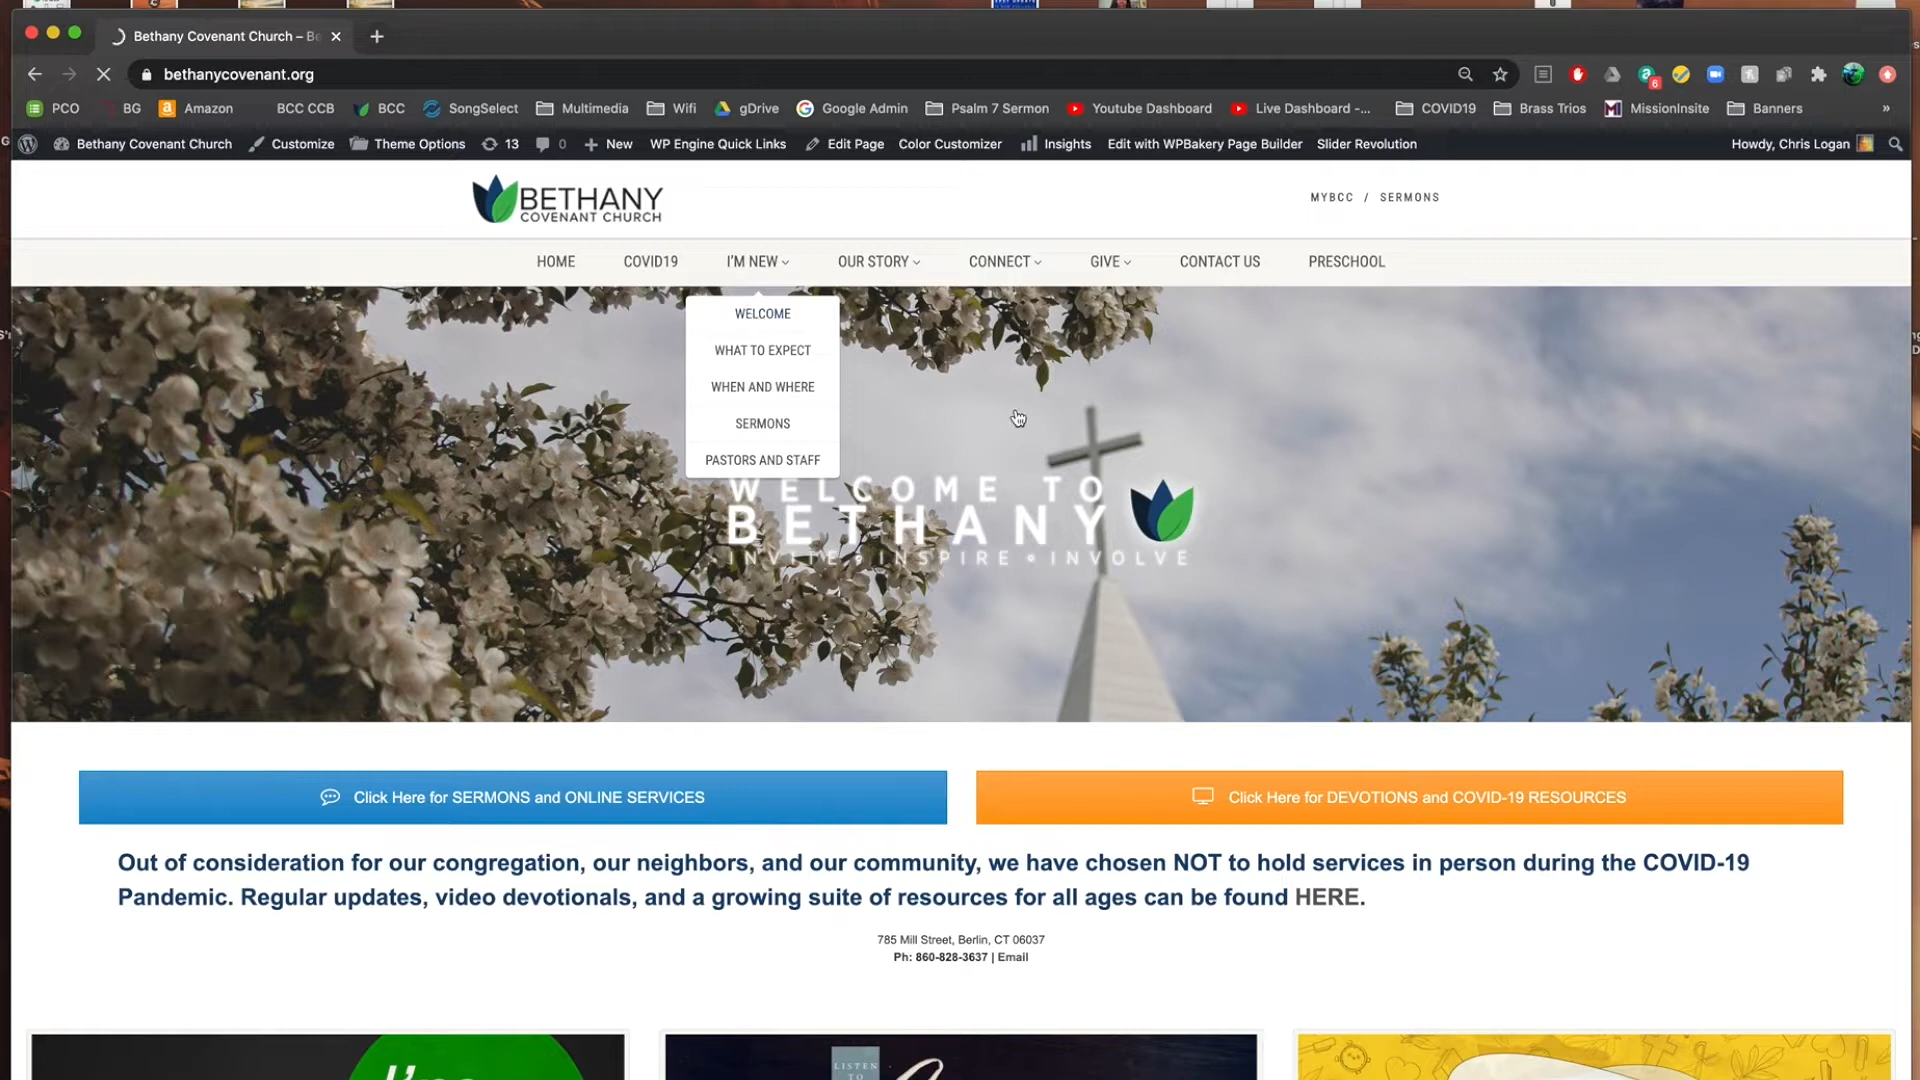 Bethany Covenant Church – Be
bethanycovenant.org
6
PCO BG Amazon BCC CCB BCC SongSelect Multimedia Wifi gDrive Google Admin Psalm 7 Sermon Youtube Dashboard Live Dashboard -... COVID19 Brass Trios MissionInsite Banners »
Bethany Covenant Church Customize Theme Options 13 0 New WP Engine Quick Links Edit Page Color Customizer Insights Edit with WPBakery Page Builder Slider Revolution Howdy, Chris Logan
BETHANY
COVENANT CHURCH
MYBCC / SERMONS
HOME COVID19 I'M NEW OUR STORY CONNECT GIVE CONTACT US PRESCHOOL
WELCOME
WHAT TO EXPECT
WHEN AND WHERE
SERMONS
PASTORS AND STAFF
WELCOME TO
BETHANY
INVITE • INSPIRE • INVOLVE
Click Here for SERMONS and ONLINE SERVICES
Click Here for DEVOTIONS and COVID-19 RESOURCES
Out of consideration for our congregation, our neighbors, and our community, we have chosen NOT to hold services in person during the COVID-19
Pandemic. Regular updates, video devotionals, and a growing suite of resources for all ages can be found HERE.
785 Mill Street, Berlin, CT 06037
Ph: 860-828-3637 | Email
LISTEN
TO